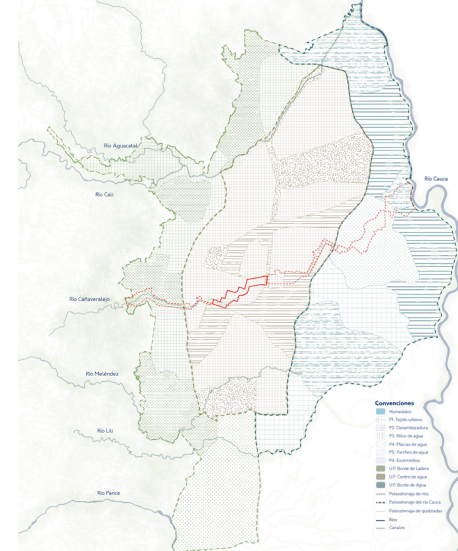 Río Aguacatal
Río Cali
Río Cauca
Río Cañaveralejo
Río Meléndez
Río Lili
Río Pance
Convenciones
Humedales
P1: Tejido urbano
P2: Desembocadura
P3: Hilos de agua
P4: Marcas de agua
P5: Parches de agua
P6: Escorrentías
U.P. Borde de Ladera
U.P. Centro de agua
U.P. Borde de Agua
Paleodrenaje de ríos
Paleodrenaje del río Cauca
Paleodrenaje de quebradas
Ríos
Canales